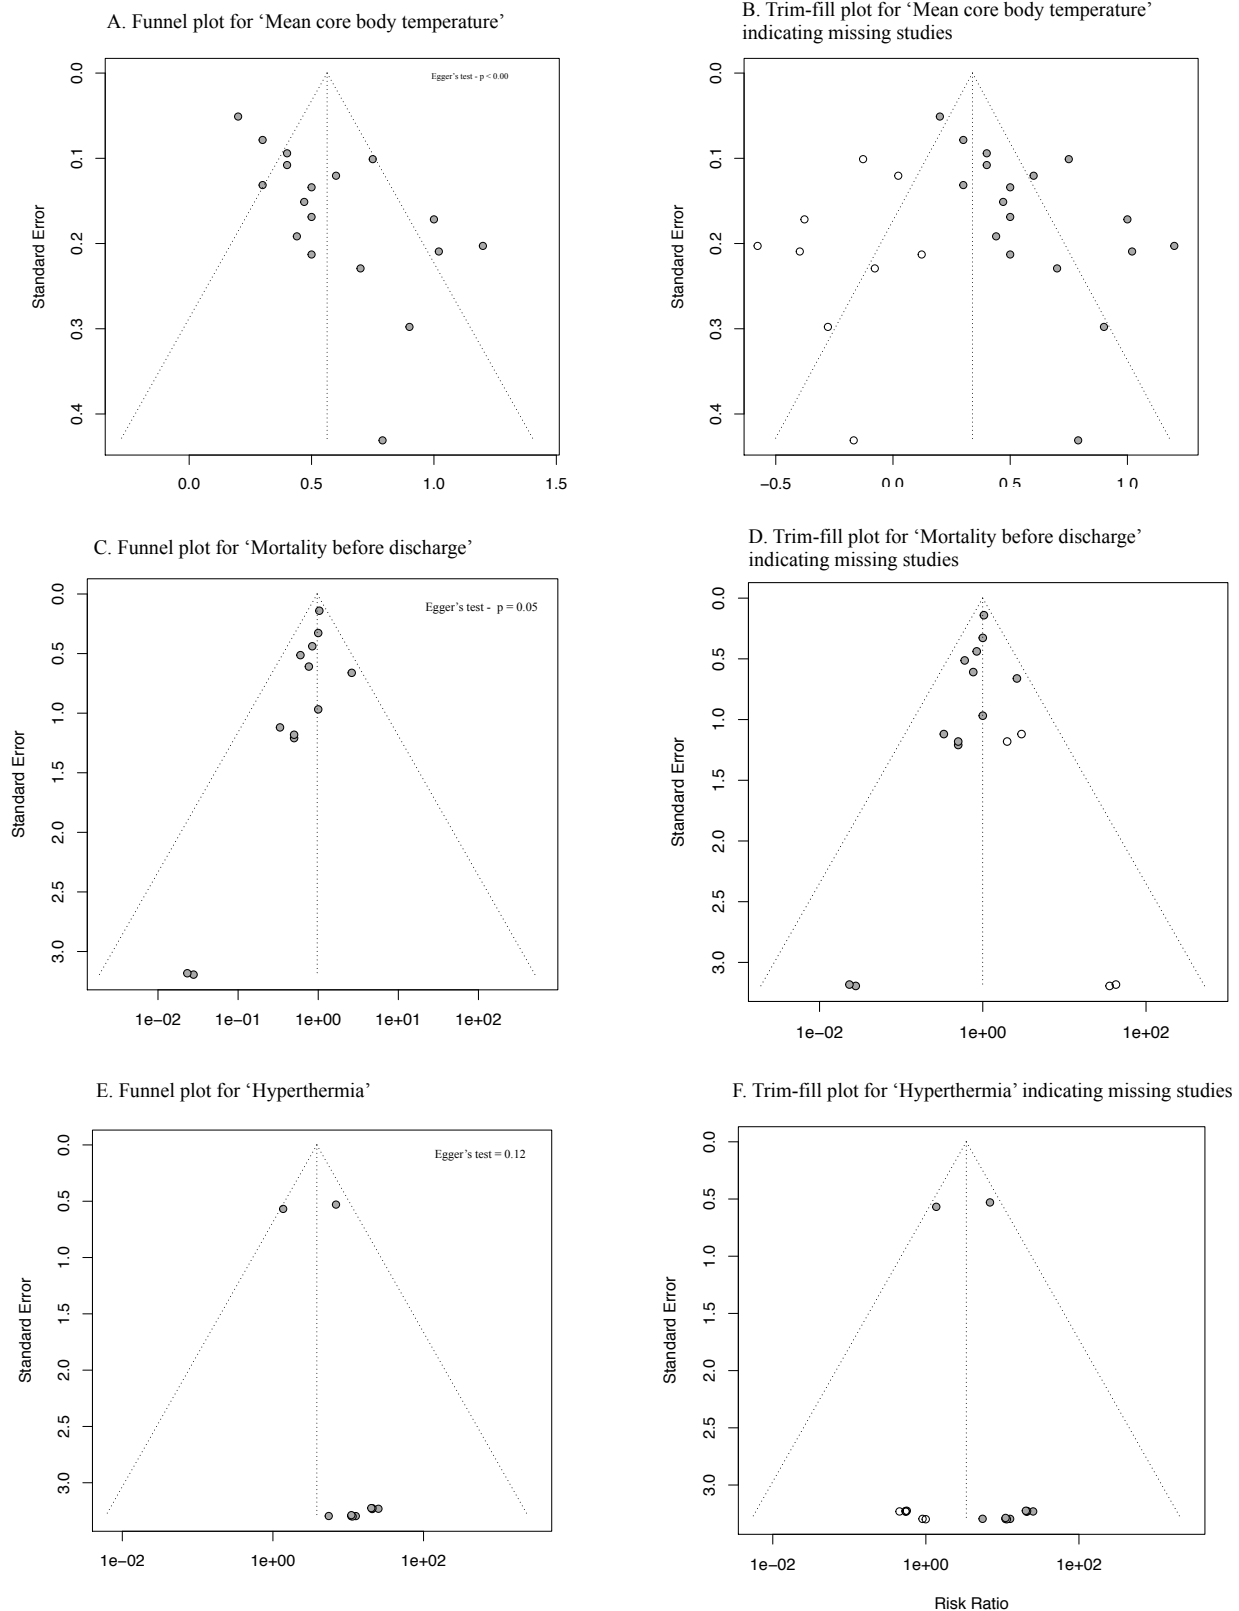 A. Funnel plot for ‘Mean core body temperature’
Egger’s test - p < 0.00
0.0
0.1
0.2
0.3
0.4
Standard Error
0.0
0.5
1.0
1.5
B. Trim-fill plot for ‘Mean core body temperature’
indicating missing studies
0.0
0.1
0.2
0.3
0.4
Standard Error
−0.5
0.0
0.5
1.0
C. Funnel plot for ‘Mortality before discharge’
Egger’s test - p = 0.05
0.0
0.5
1.0
1.5
2.0
2.5
3.0
Standard Error
1e−02
1e−01
1e+00
1e+01
1e+02
D. Trim-fill plot for ‘Mortality before discharge’
indicating missing studies
0.0
0.5
1.0
1.5
2.0
2.5
3.0
Standard Error
1e−02
1e+00
1e+02
E. Funnel plot for ‘Hyperthermia’
Egger’s test = 0.12
0.0
0.5
1.0
1.5
2.0
2.5
3.0
Standard Error
1e−02
1e+00
1e+02
F. Trim-fill plot for ‘Hyperthermia’ indicating missing studies
0.0
0.5
1.0
1.5
2.0
2.5
3.0
Standard Error
1e−02
1e+00
1e+02
Risk Ratio